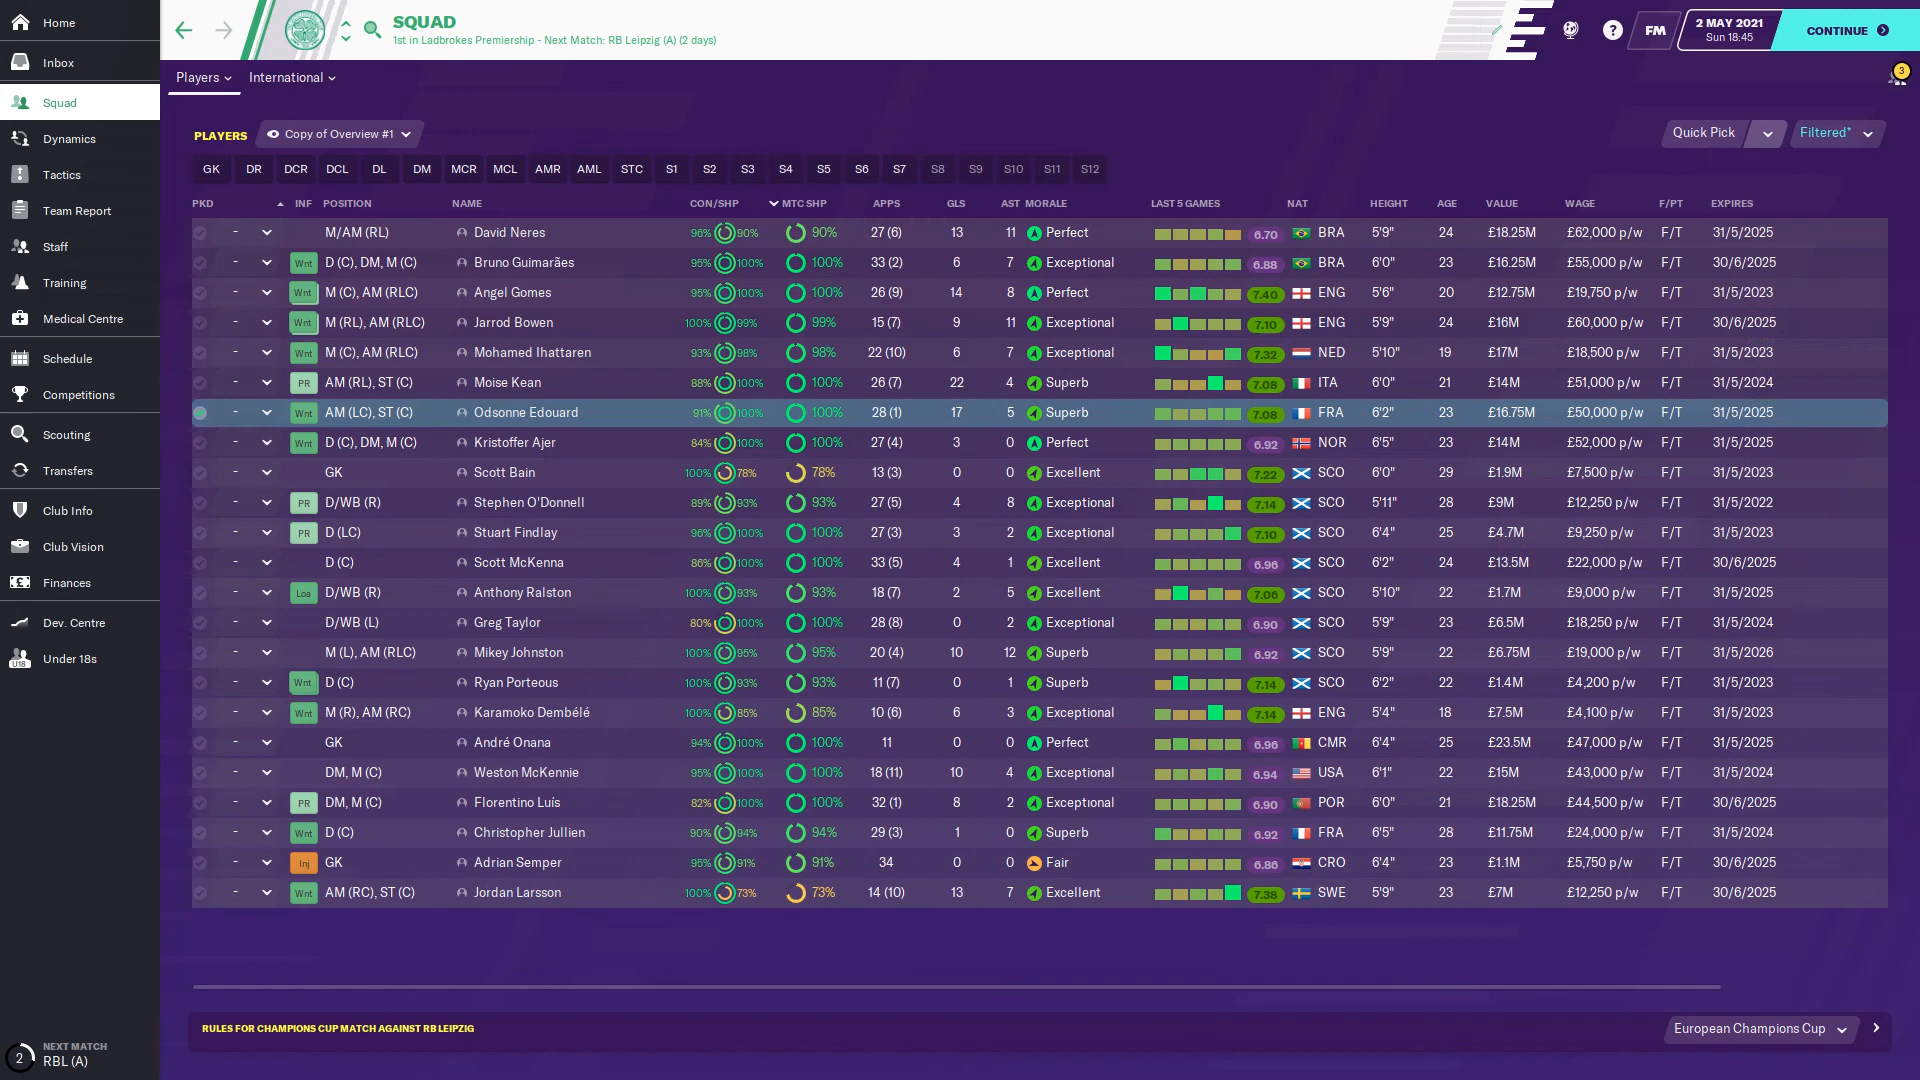 Home
Inbox
Squad
Dynamics
Tactics
Team Report
Staff
Training
Medical Centre
Schedule
Competitions
Scouting
Transfers
Club Info
Club Vision
Finances
Dev. Centre
U18 Under 18s
2 NEXT MATCH
RBL (A)
SQUAD
1st in Ladbrokes Premiership - Next Match: RB Leipzig (A) (2 days)
? FM 2 MAY 2021
Sun 18:45
CONTINUE
Players International 3
PLAYERS Copy of Overview #1 Quick Pick Filtered*
GK DR DCR DCL DL DM MCR MCL AMR AML STC S1 S2 S3 S4 S5 S6 S7 S8 S9 S10 S11 S12
PKD INF POSITION NAME CON/SHP MTC SHP APPS GLS AST MORALE LAST 5 GAMES NAT HEIGHT AGE VALUE WAGE F/PT EXPIRES
- M/AM (RL) David Neres 96% 90% 90% 27 (6) 13 11 Perfect 6.70 BRA 5'9" 24 £18.25M £62,000 p/w F/T 31/5/2025
- Wnt D (C), DM, M (C) Bruno Guimarães 95% 100% 100% 33 (2) 6 7 Exceptional 6.88 BRA 6'0" 23 £16.25M £55,000 p/w F/T 30/6/2025
- Wnt M (C), AM (RLC) Angel Gomes 95% 100% 100% 26 (9) 14 8 Perfect 7.40 ENG 5'6" 20 £12.75M £19,750 p/w F/T 31/5/2023
- Wnt M (RL), AM (RLC) Jarrod Bowen 100% 99% 99% 15 (7) 9 11 Exceptional 7.10 ENG 5'9" 24 £16M £60,000 p/w F/T 30/6/2025
- Wnt M (C), AM (RLC) Mohamed Ihattaren 93% 98% 98% 22 (10) 6 7 Exceptional 7.32 NED 5'10" 19 £17M £18,500 p/w F/T 31/5/2023
- PR AM (RL), ST (C) Moise Kean 88% 100% 100% 26 (7) 22 4 Superb 7.08 ITA 6'0" 21 £14M £51,000 p/w F/T 31/5/2024
- Wnt AM (LC), ST (C) Odsonne Edouard 91% 100% 100% 28 (1) 17 5 Superb 7.08 FRA 6'2" 23 £16.75M £50,000 p/w F/T 31/5/2025
- Wnt D (C), DM, M (C) Kristoffer Ajer 84% 100% 100% 27 (4) 3 0 Perfect 6.92 NOR 6'5" 23 £14M £52,000 p/w F/T 31/5/2025
- GK Scott Bain 100% 78% 78% 13 (3) 0 0 Excellent 7.22 SCO 6'0" 29 £1.9M £7,500 p/w F/T 31/5/2023
- PR D/WB (R) Stephen O'Donnell 89% 93% 93% 27 (5) 4 8 Exceptional 7.14 SCO 5'11" 28 £9M £12,250 p/w F/T 31/5/2022
- PR D (LC) Stuart Findlay 96% 100% 100% 27 (3) 3 2 Exceptional 7.10 SCO 6'4" 25 £4.7M £9,250 p/w F/T 31/5/2023
- D (C) Scott McKenna 86% 100% 100% 33 (5) 4 1 Excellent 6.96 SCO 6'2" 24 £13.5M £22,000 p/w F/T 30/6/2025
- Loa D/WB (R) Anthony Ralston 100% 93% 93% 18 (7) 2 5 Excellent 7.06 SCO 5'10" 22 £1.7M £9,000 p/w F/T 31/5/2025
- D/WB (L) Greg Taylor 80% 100% 100% 28 (8) 0 2 Exceptional 6.90 SCO 5'9" 23 £6.5M £18,250 p/w F/T 31/5/2024
- M (L), AM (RLC) Mikey Johnston 100% 95% 95% 20 (4) 10 12 Superb 6.92 SCO 5'9" 22 £6.75M £19,000 p/w F/T 31/5/2026
- Wnt D (C) Ryan Porteous 100% 93% 93% 11 (7) 0 1 Superb 7.14 SCO 6'2" 22 £1.4M £4,200 p/w F/T 31/5/2023
- Wnt M (R), AM (RC) Karamoko Dembélé 100% 85% 85% 10 (6) 6 3 Exceptional 7.14 ENG 5'4" 18 £7.5M £4,100 p/w F/T 31/5/2023
- GK André Onana 94% 100% 100% 11 0 0 Perfect 6.96 CMR 6'4" 25 £23.5M £47,000 p/w F/T 31/5/2025
- DM, M (C) Weston McKennie 95% 100% 100% 18 (11) 10 4 Exceptional 6.94 USA 6'1" 22 £15M £43,000 p/w F/T 31/5/2024
- PR DM, M (C) Florentino Luís 82% 100% 100% 32 (1) 8 2 Exceptional 6.90 POR 6'0" 21 £18.25M £44,500 p/w F/T 30/6/2025
- Wnt D (C) Christopher Jullien 90% 94% 94% 29 (3) 1 0 Superb 6.92 FRA 6'5" 28 £11.75M £24,000 p/w F/T 31/5/2024
- Inj GK Adrian Semper 95% 91% 91% 34 0 0 Fair 6.86 CRO 6'4" 23 £1.1M £5,750 p/w F/T 30/6/2025
- Wnt AM (RC), ST (C) Jordan Larsson 100% 73% 73% 14 (10) 13 7 Excellent 7.38 SWE 5'9" 23 £7M £12,250 p/w F/T 30/6/2025
RULES FOR CHAMPIONS CUP MATCH AGAINST RB LEIPZIG European Champions Cup